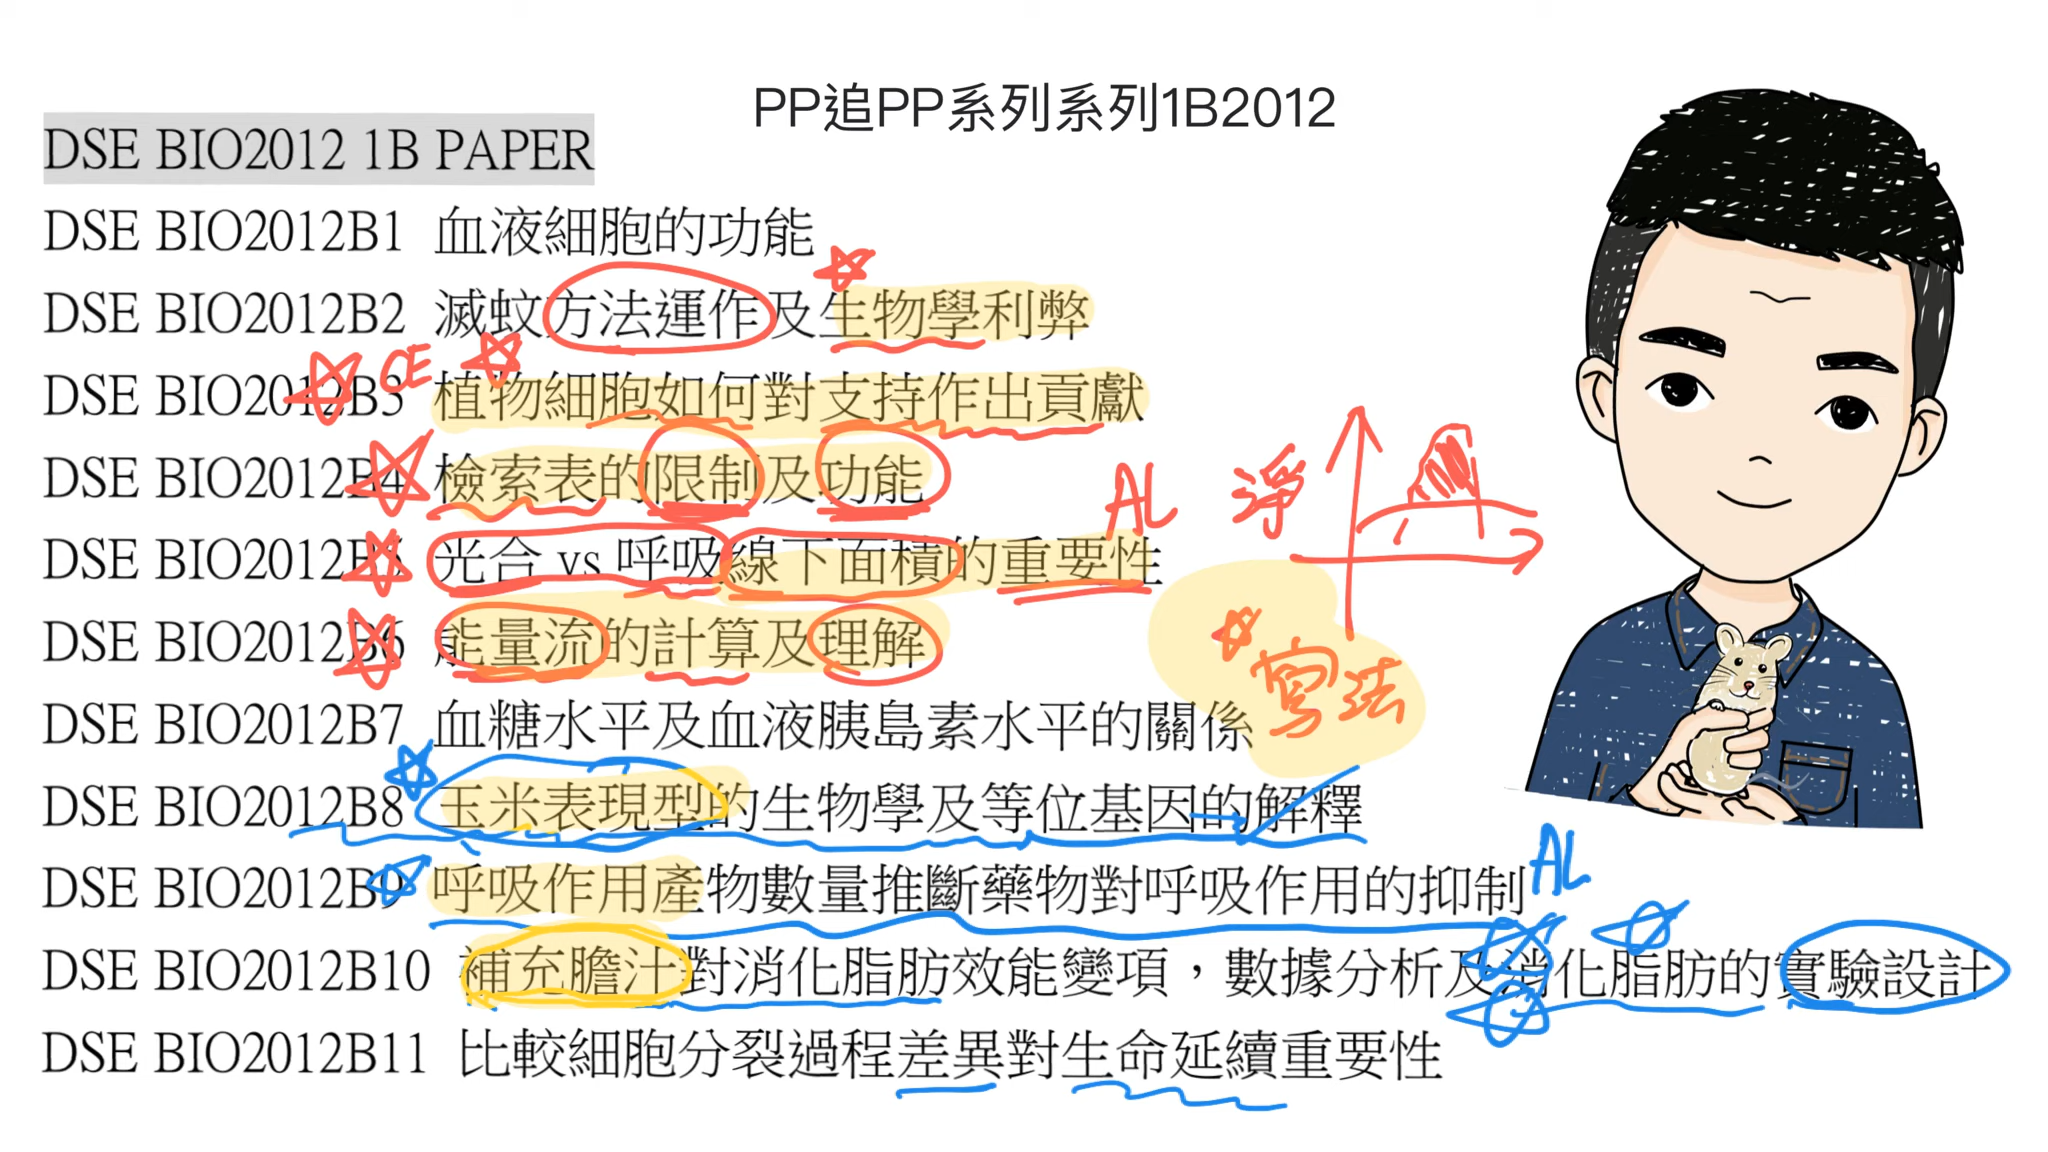 PP追PP系列系列1B2012
DSE BIO2012 1B PAPER
DSE BIO2012B1 血液細胞的功能
DSE BIO2012B2 滅蚊方法運作及生物學利弊
CE
DSE BIO2012B3 植物細胞如何對支持作出貢獻
DSE BIO2012B4 檢索表的限制及功能
AL 淨
DSE BIO2012B5 光合 vs 呼吸線下面積的重要性
DSE BIO2012B6 能量流的計算及理解
寫法
DSE BIO2012B7 血糖水平及血液胰島素水平的關係
DSE BIO2012B8 玉米表現型的生物學及等位基因的解釋
DSE BIO2012B9 呼吸作用產物數量推斷藥物對呼吸作用的抑制 AL
DSE BIO2012B10 補充膽汁對消化脂肪效能變項，數據分析及消化脂肪的實驗設計
DSE BIO2012B11 比較細胞分裂過程差異對生命延續重要性